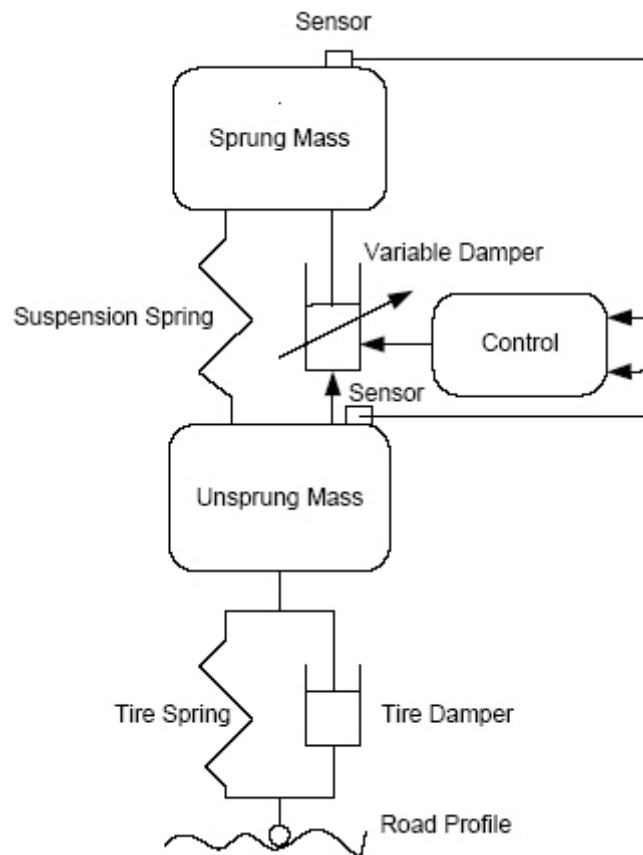 Sensor
Sprung Mass
Variable Damper
Suspension Spring
Control
Sensor
Unsprung Mass
Tire Spring
Tire Damper
Road Profile